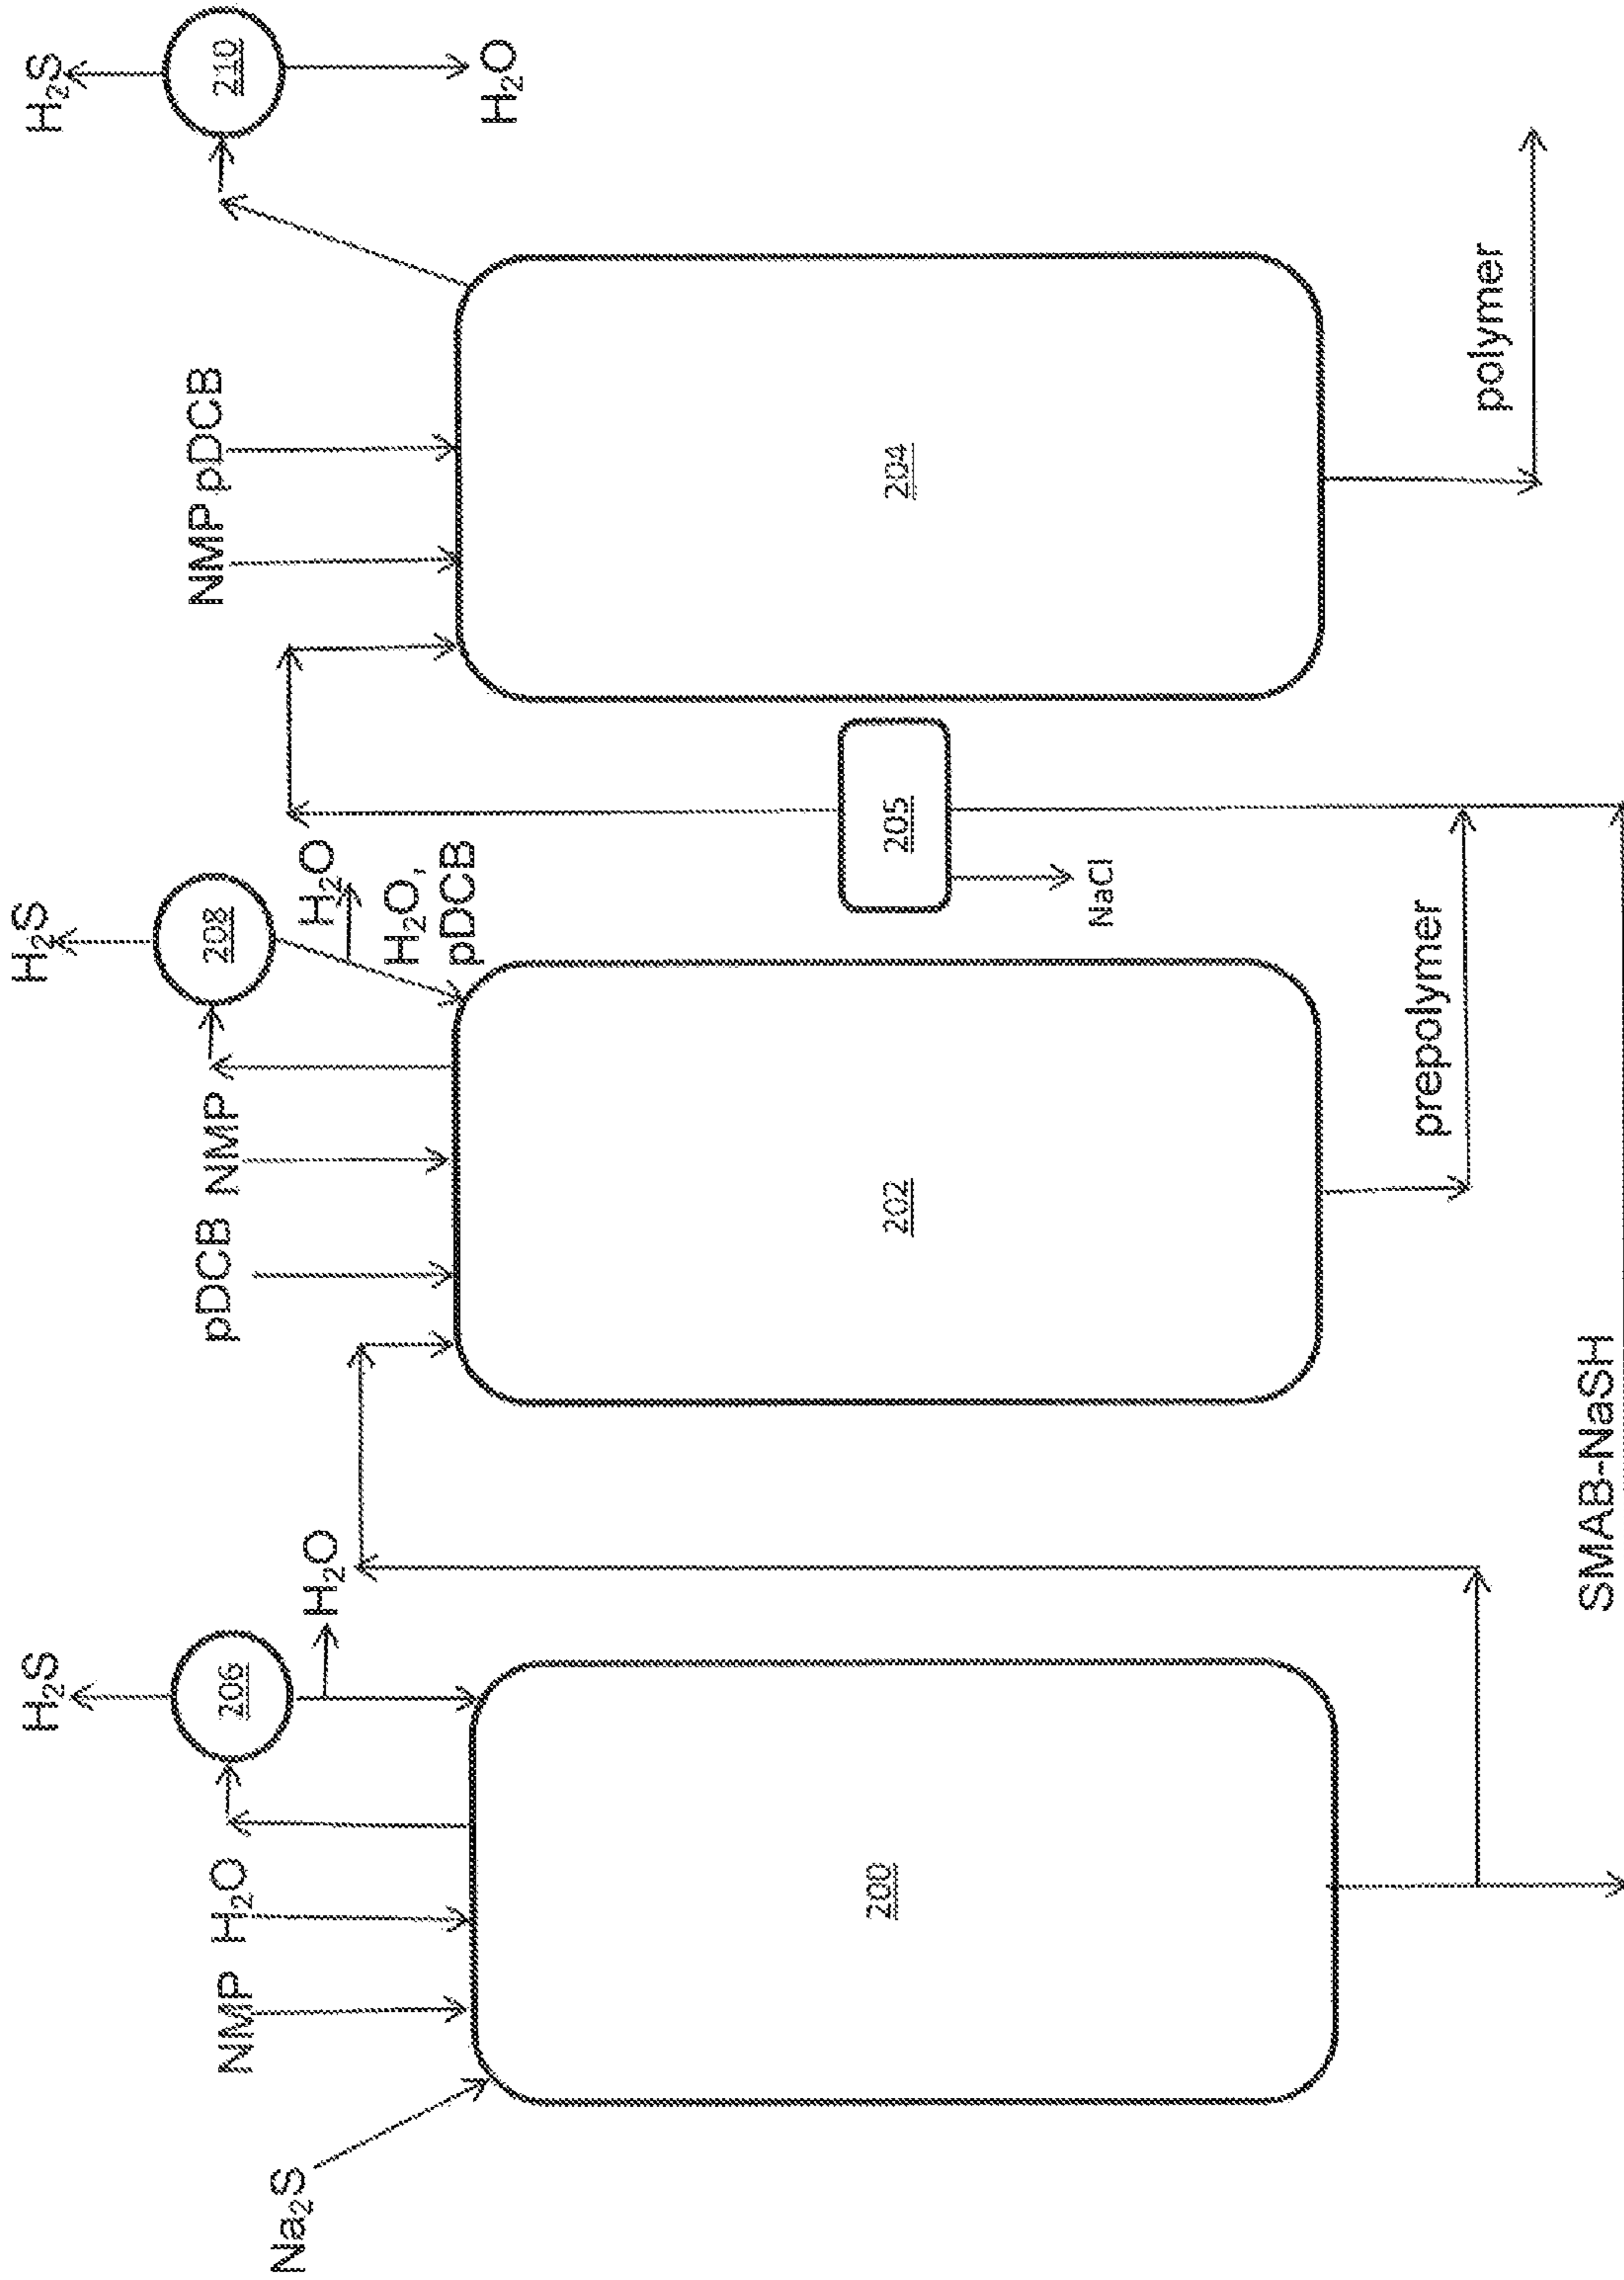 H₂S
H₂S
H₂S
206
208
210
Na₂S
NMP
H₂O
H₂O
pDCB
NMP
H₂O
H₂O,
pDCB
NMP
pDCB
H₂O
200
202
205
204
NaCl
prepolymer
polymer
SMAB-NaSH